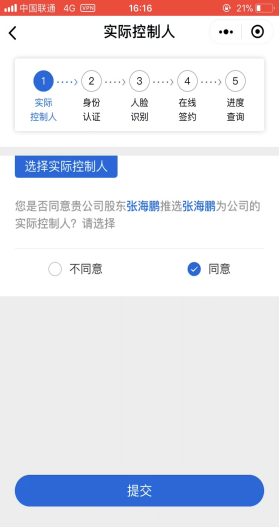 中国联通 4G VPN 16:16 21%
实际控制人
1 2 3 4 5
实际 身份 人脸 在线 进度
控制人 认证 识别 签约 查询
选择实际控制人
您是否同意贵公司股东张海鹏推选张海鹏为公司的
实际控制人？请选择
不同意 同意
提交